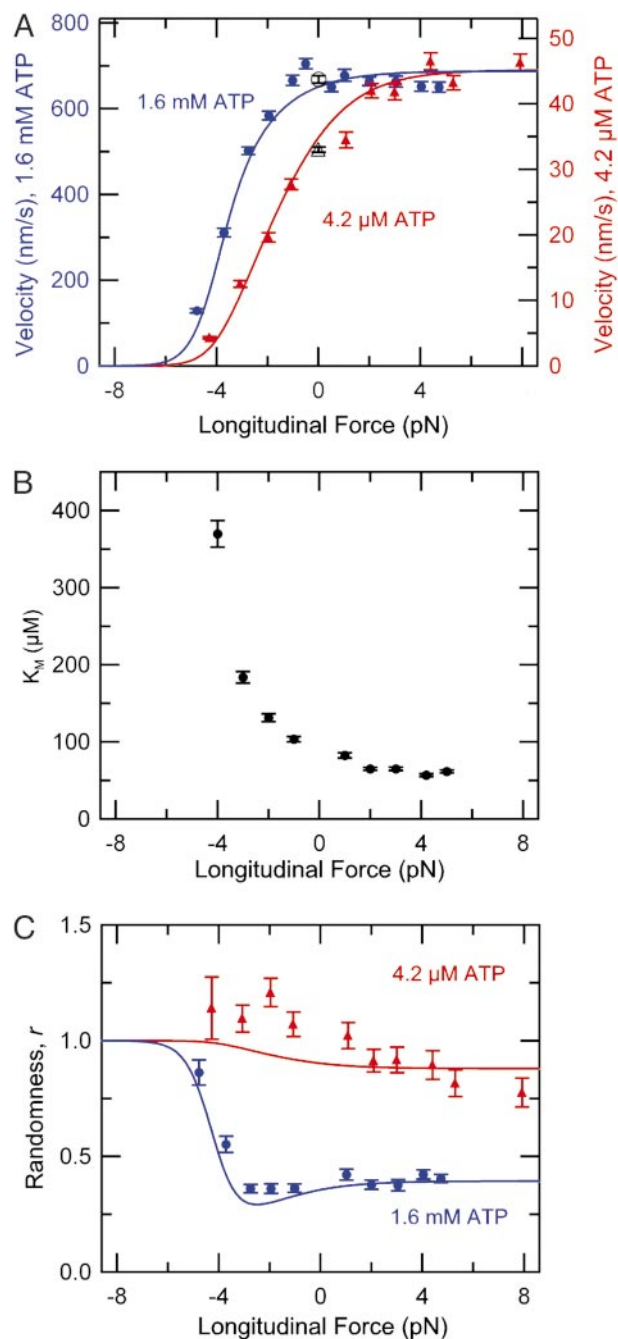 A
Velocity (nm/s), 1.6 mM ATP
800
600
400
200
0
1.6 mM ATP
4.2 μM ATP
50
40
30
20
10
0
Velocity (nm/s), 4.2 μM ATP
-8 -4 0 4 8
Longitudinal Force (pN)
B
K_M (μM)
400
300
200
100
0
-8 -4 0 4 8
Longitudinal Force (pN)
C
Randomness, r
1.5
1.0
0.5
0.0
4.2 μM ATP
1.6 mM ATP
-8 -4 0 4 8
Longitudinal Force (pN)